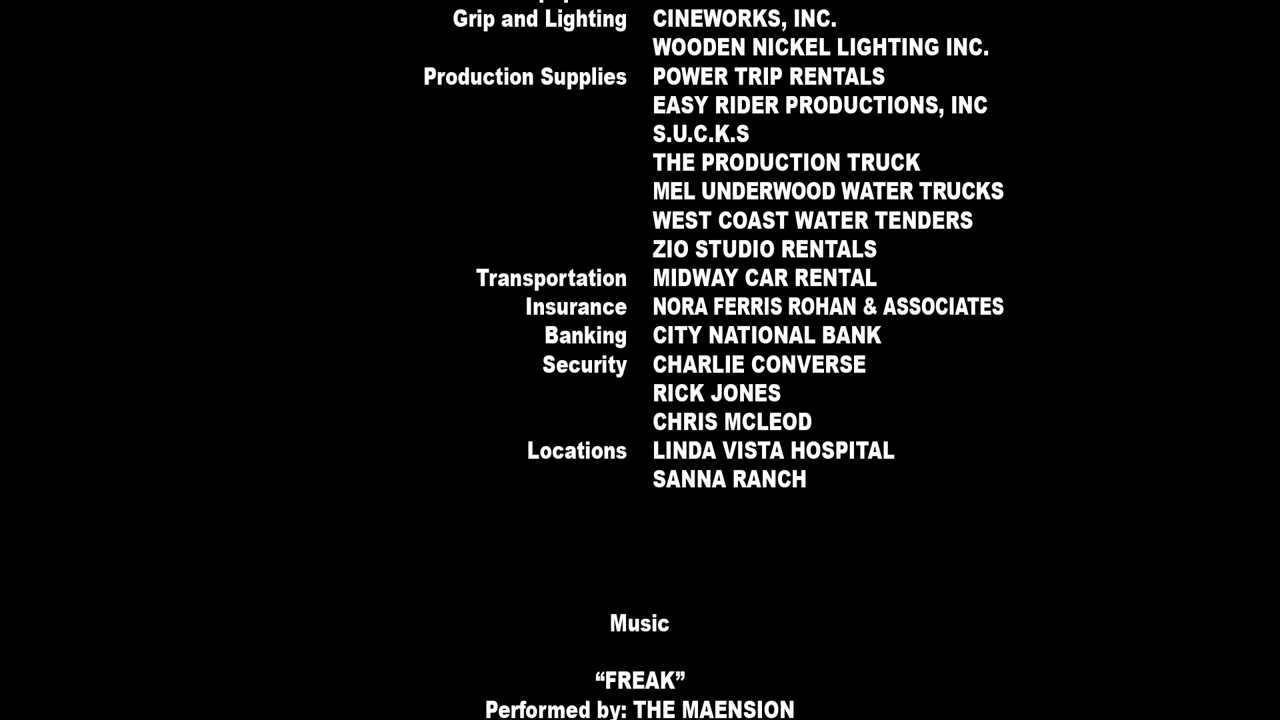 Grip and Lighting CINEWORKS, INC.
WOODEN NICKEL LIGHTING INC.
Production Supplies POWER TRIP RENTALS
EASY RIDER PRODUCTIONS, INC
S.U.C.K.S
THE PRODUCTION TRUCK
MEL UNDERWOOD WATER TRUCKS
WEST COAST WATER TENDERS
ZIO STUDIO RENTALS
Transportation MIDWAY CAR RENTAL
Insurance NORA FERRIS ROHAN & ASSOCIATES
Banking CITY NATIONAL BANK
Security CHARLIE CONVERSE
RICK JONES
CHRIS MCLEOD
Locations LINDA VISTA HOSPITAL
SANNA RANCH
Music
“FREAK”
Performed by: THE MAENSION